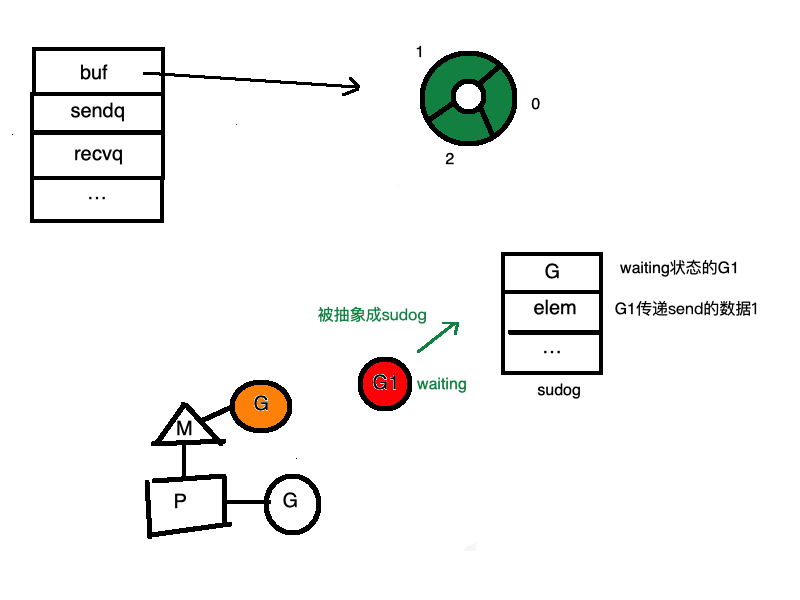 buf
sendq
recvq
...
1
0
2
G
elem
...
waiting状态的G1
G1传递send的数据1
sudog
被抽象成sudog
G1
waiting
G
M
P
G